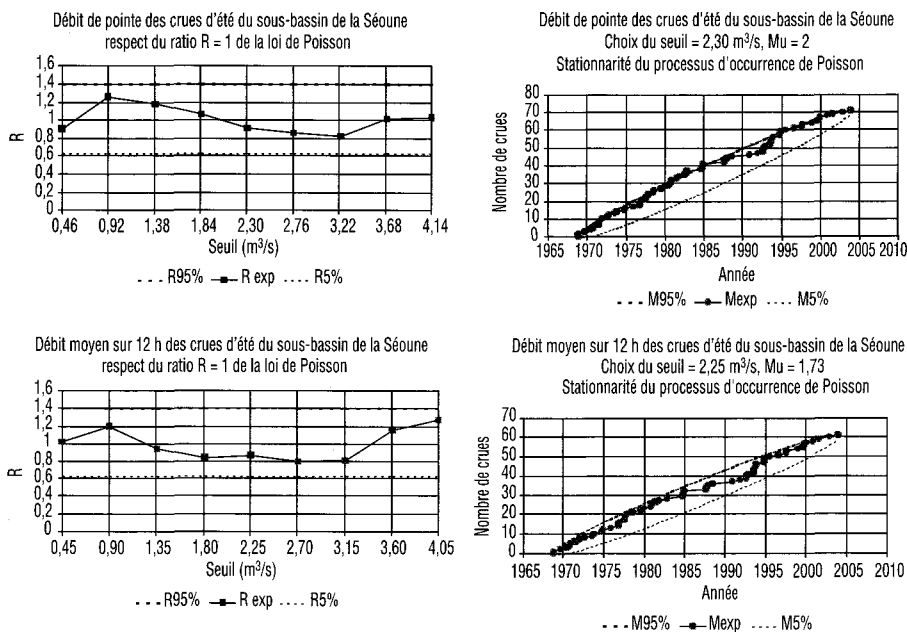 Débit de pointe des crues d'été du sous-bassin de la Séoune
respect du ratio R = 1 de la loi de Poisson
1,6
1,4
1,2
1
0,8
0,6
0,4
0,2
0
R
0,46 0,92 1,38 1,84 2,30 2,76 3,22 3,68 4,14
Seuil (m³/s)
R95% R exp R5%
Débit de pointe des crues d'été du sous-bassin de la Séoune
Choix du seuil = 2,30 m³/s, Mu = 2
Stationnarité du processus d'occurrence de Poisson
80
70
60
50
40
30
20
10
0
Nombre de crues
1965 1970 1975 1980 1985 1990 1995 2000 2005 2010
Année
M95% Mexp M5%
Débit moyen sur 12 h des crues d'été du sous-bassin de la Séoune
respect du ratio R = 1 de la loi de Poisson
1,6
1,4
1,2
1
0,8
0,6
0,4
0,2
0
R
0,45 0,90 1,35 1,80 2,25 2,70 3,15 3,60 4,05
Seuil (m³/s)
R95% R exp R5%
Débit moyen sur 12 h des crues d'été du sous-bassin de la Séoune
Choix du seuil = 2,25 m³/s, Mu = 1,73
Stationnarité du processus d'occurrence de Poisson
70
60
50
40
30
20
10
0
Nombre de crues
1965 1970 1975 1980 1985 1990 1995 2000 2005 2010
Année
M95% Mexp M5%